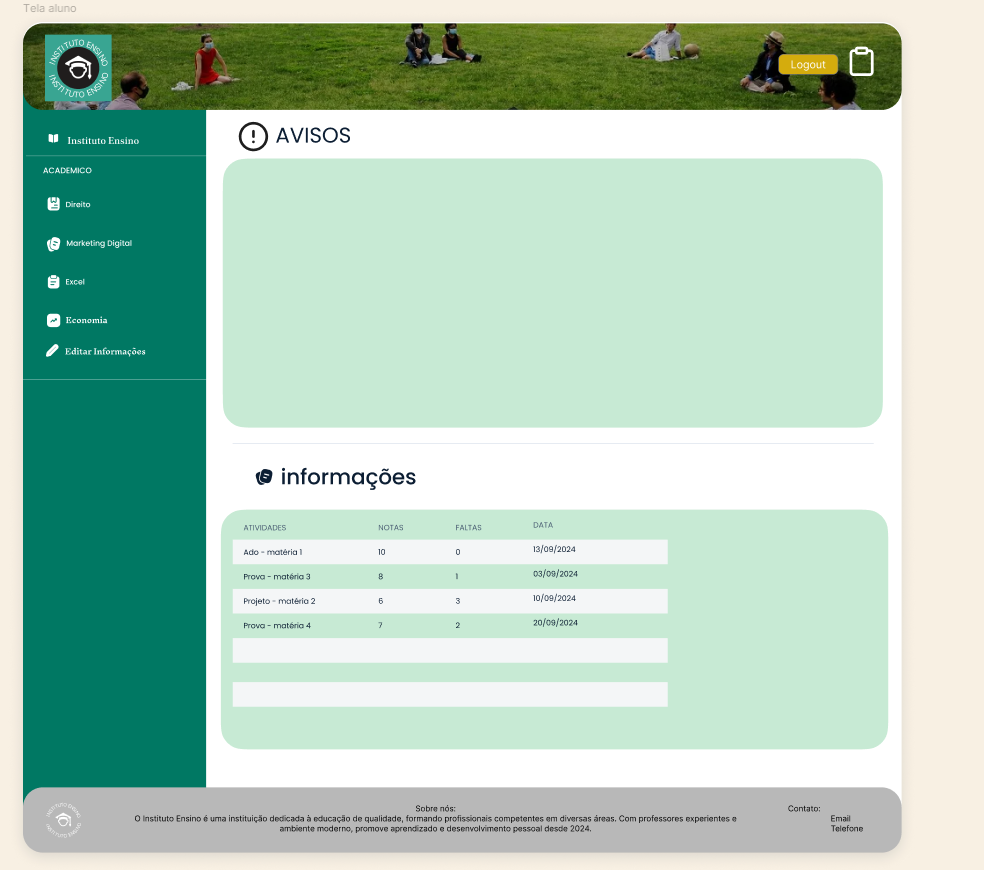 Tela aluno
INSTITUTO ENSINO
INSTITUTO ENSINO
Logout
Instituto Ensino
ACADEMICO
Direito
Marketing Digital
Excel
Economia
Editar Informações
AVISOS
informações
ATIVIDADES NOTAS FALTAS DATA
Ado - matéria 1 10 0 13/09/2024
Prova - matéria 3 8 1 03/09/2024
Projeto - matéria 2 6 3 10/09/2024
Prova - matéria 4 7 2 20/09/2024
INSTITUTO ENSINO
INSTITUTO ENSINO
Sobre nós:
O Instituto Ensino é uma instituição dedicada à educação de qualidade, formando profissionais competentes em diversas áreas. Com professores experientes e
ambiente moderno, promove aprendizado e desenvolvimento pessoal desde 2024.
Contato:
Email
Telefone